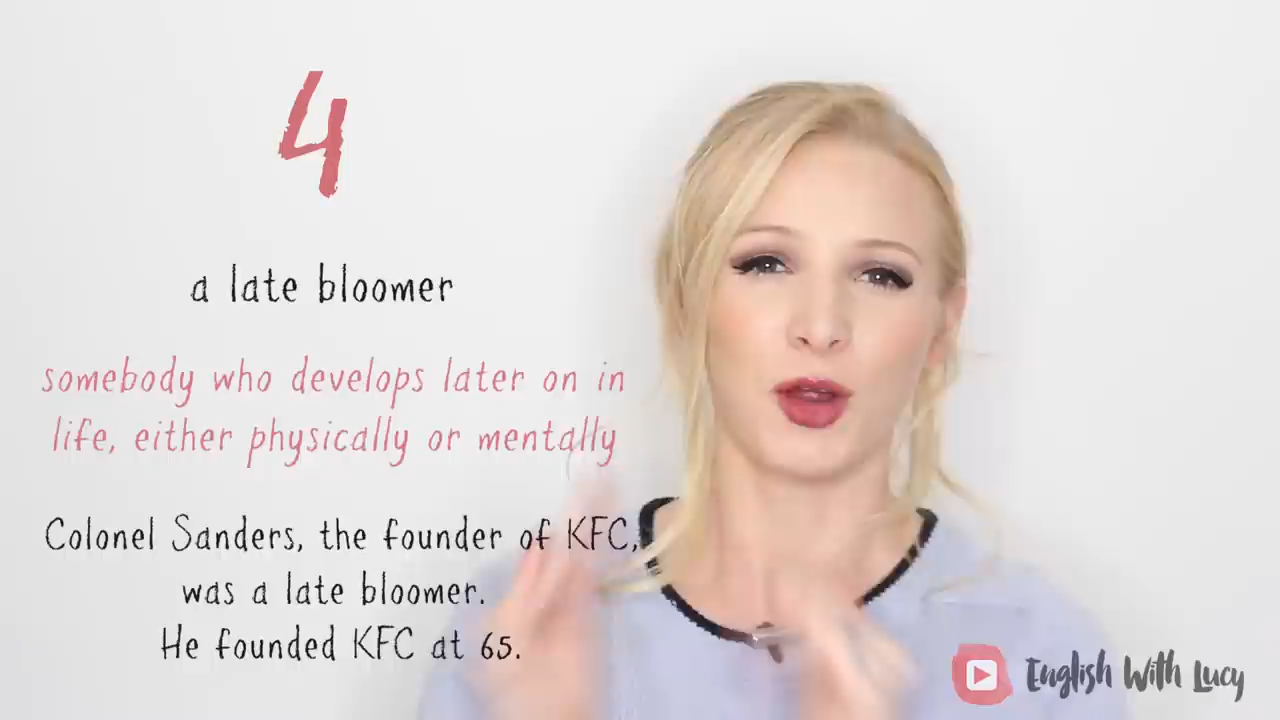 4
a late bloomer
somebody who develops later on in
life, either physically or mentally
Colonel Sanders, the founder of KFC,
was a late bloomer.
He founded KFC at 65.
English With Lucy